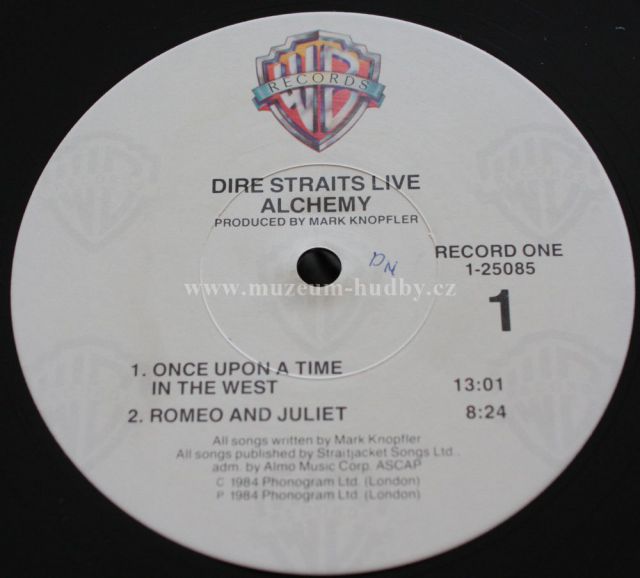 WB
RECORDS
DIRE STRAITS LIVE
ALCHEMY
PRODUCED BY MARK KNOPFLER
RECORD ONE
1-25085
1
www.muzeum-hudby.cz
1. ONCE UPON A TIME
IN THE WEST 13:01
2. ROMEO AND JULIET 8:24
All songs written by Mark Knopfler
All songs published by Straitjacket Songs Ltd.,
adm. by Almo Music Corp. ASCAP
C 1984 Phonogram Ltd. (London)
P 1984 Phonogram Ltd. (London)